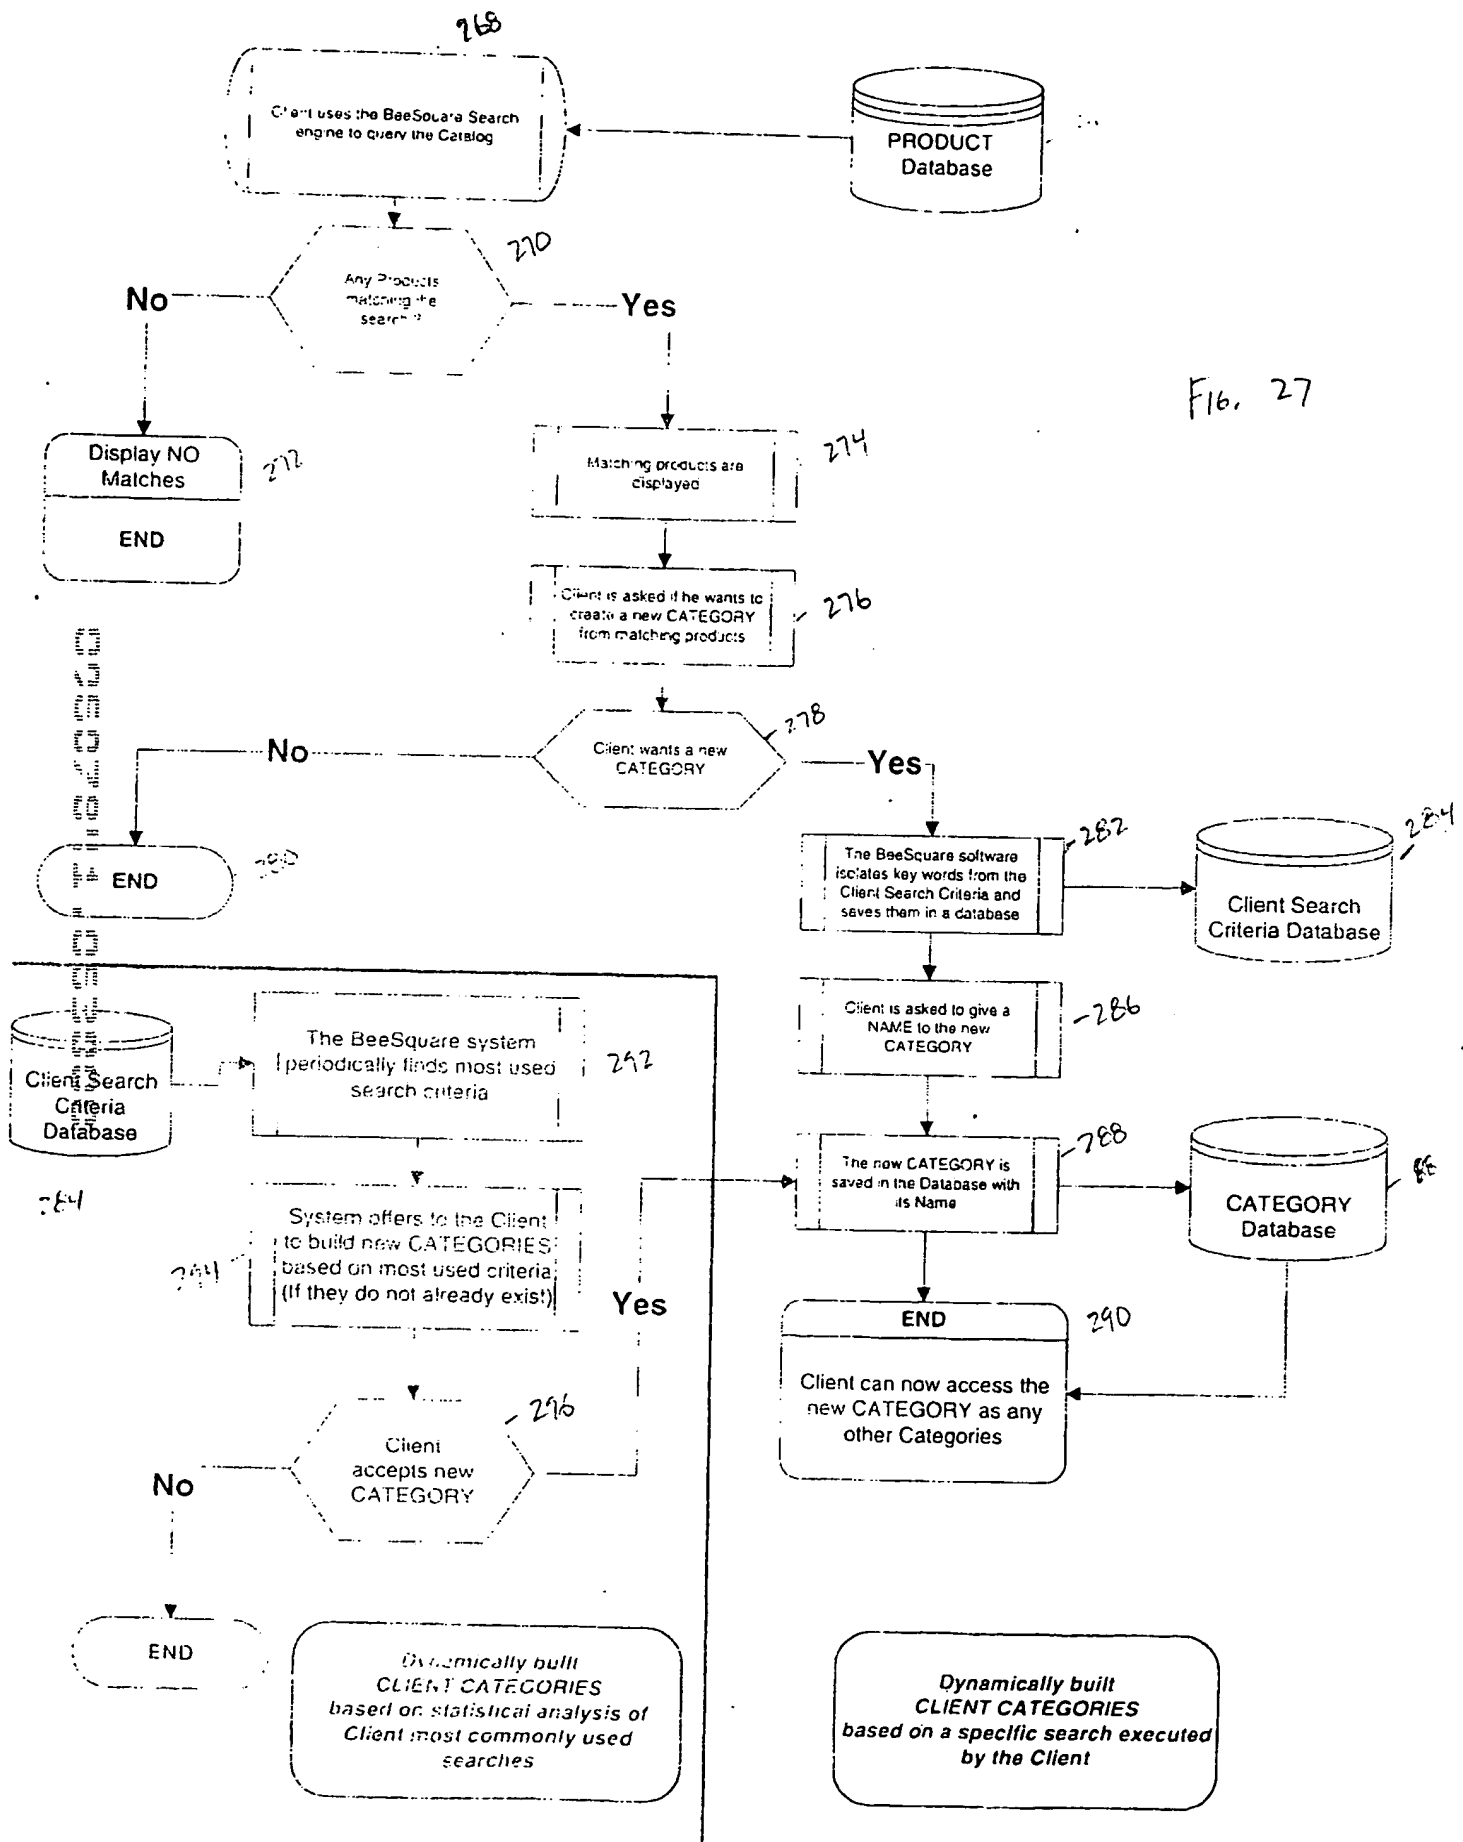 268
Client uses the BeeSquare Search
engine to query the Catalog
PRODUCT
Database
270
Any Products
matching the
search ?
No
Yes
FIG. 27
Display NO
Matches
END
272
Matching products are
displayed
274
Client is asked if he wants to
create a new CATEGORY
from matching products
276
278
Client wants a new
CATEGORY
No
Yes
END
280
The BeeSquare software
isolates key words from the
Client Search Criteria and
saves them in a database
282
284
Client Search
Criteria Database
Client is asked to give a
NAME to the new
CATEGORY
286
Client Search
Criteria
Database
284
The BeeSquare system
periodically finds most used
search criteria
292
The new CATEGORY is
saved in the Database with
its Name
288
CATEGORY
Database
88
System offers to the Client
to build new CATEGORIES
based on most used criteria
(If they do not already exist)
294
Yes
END
Client can now access the
new CATEGORY as any
other Categories
290
Client
accepts new
CATEGORY
296
No
END
Dynamically built
CLIENT CATEGORIES
based on statistical analysis of
Client most commonly used
searches
Dynamically built
CLIENT CATEGORIES
based on a specific search executed
by the Client